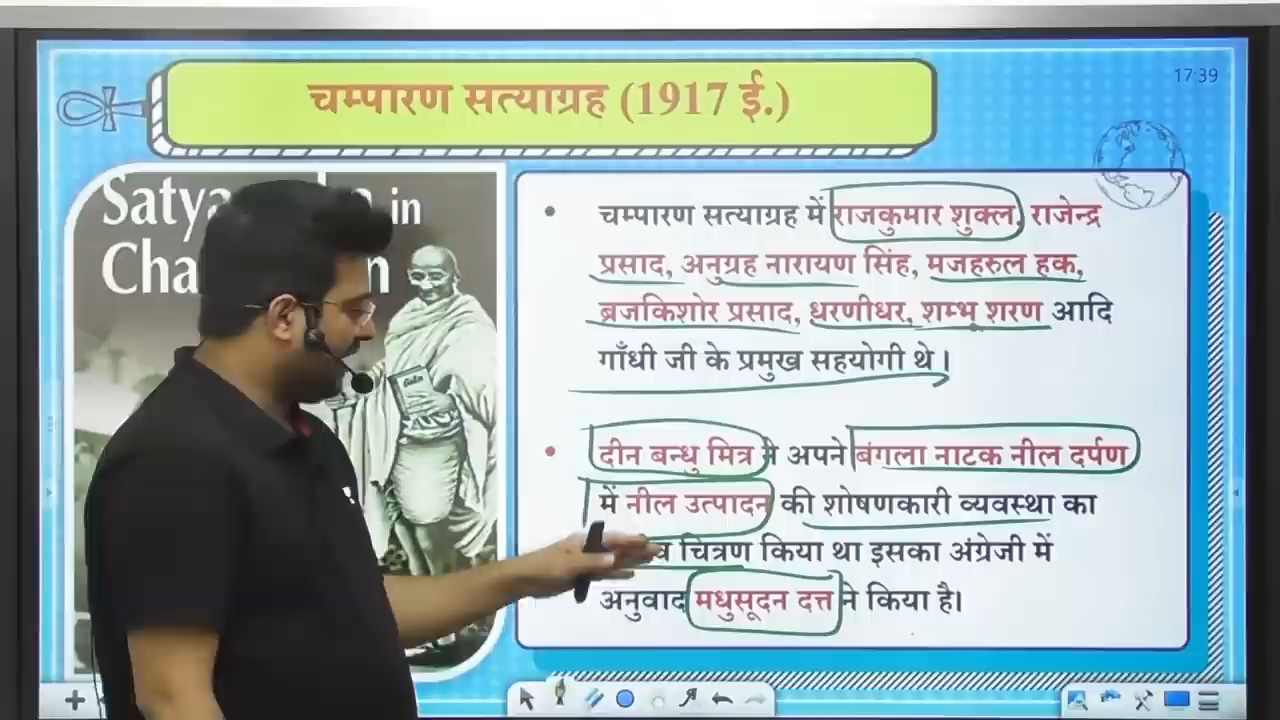 17:39
चम्पारण सत्याग्रह (1917 ई.)
in
चम्पारण सत्याग्रह में राजकुमार शुक्ल, राजेन्द्र
प्रसाद, अनुग्रह नारायण सिंह, मजहरुल हक,
ब्रजकिशोर प्रसाद, धरणीधर, शम्भू शरण आदि
गाँधी जी के प्रमुख सहयोगी थे।
दीन बन्धु मित्र ने अपने बंगला नाटक नील दर्पण
में नील उत्पादन की शोषणकारी व्यवस्था का
चित्रण किया था इसका अंग्रेजी में
अनुवाद मधुसूदन दत्त ने किया है।